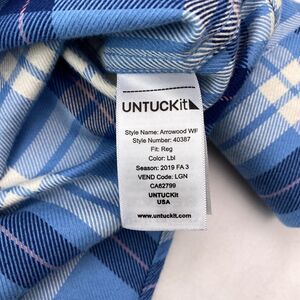 UNTUCKit
Style Name: Arrowood WF
Style Number: 40387
Fit: Reg
Color: Lbl
Season: 2019 FA 3
VEND Code: LGN
CA62799
UNTUCKit
USA
www.untuckit.com